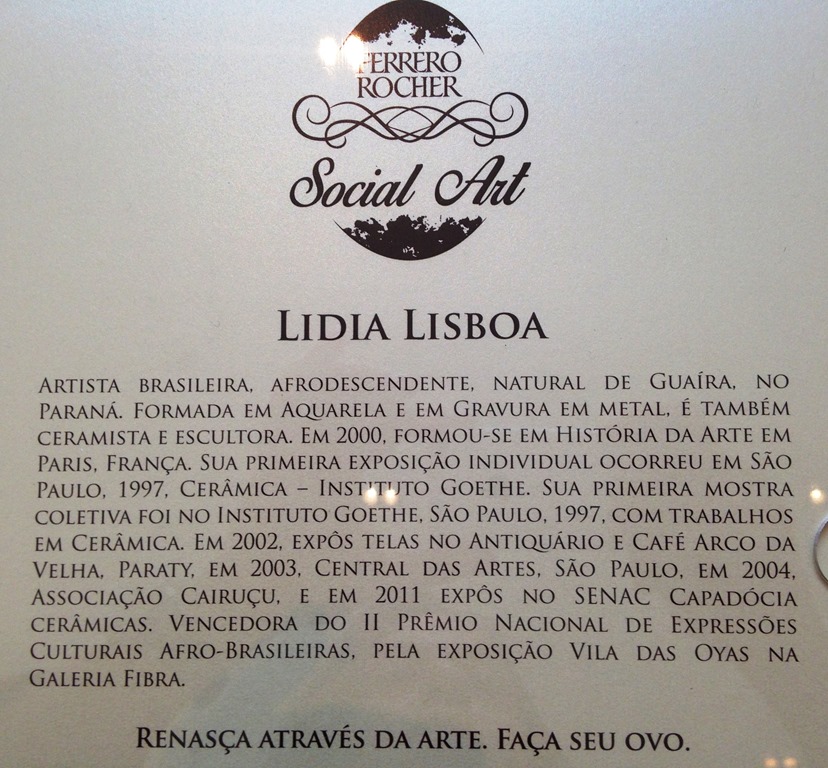 FERRERO
ROCHER
Social Art
LIDIA LISBOA
ARTISTA BRASILEIRA, AFRODESCENDENTE, NATURAL DE GUAÍRA, NO
PARANÁ. FORMADA EM AQUARELA E EM GRAVURA EM METAL, É TAMBÉM
CERAMISTA E ESCULTORA. EM 2000, FORMOU-SE EM HISTÓRIA DA ARTE EM
PARIS, FRANÇA. SUA PRIMEIRA EXPOSIÇÃO INDIVIDUAL OCORREU EM SÃO
PAULO, 1997, CERÂMICA – INSTITUTO GOETHE. SUA PRIMEIRA MOSTRA
COLETIVA FOI NO INSTITUTO GOETHE, SÃO PAULO, 1997, COM TRABALHOS
EM CERÂMICA. EM 2002, EXPÔS TELAS NO ANTIQUÁRIO E CAFÉ ARCO DA
VELHA, PARATY, EM 2003, CENTRAL DAS ARTES, SÃO PAULO, EM 2004,
ASSOCIAÇÃO CAIRUÇU, E EM 2011 EXPÔS NO SENAC CAPADÓCIA
CERÂMICAS. VENCEDORA DO II PRÊMIO NACIONAL DE EXPRESSÕES
CULTURAIS AFRO-BRASILEIRAS, PELA EXPOSIÇÃO VILA DAS OYAS NA
GALERIA FIBRA.
RENASÇA ATRAVÉS DA ARTE. FAÇA SEU OVO.